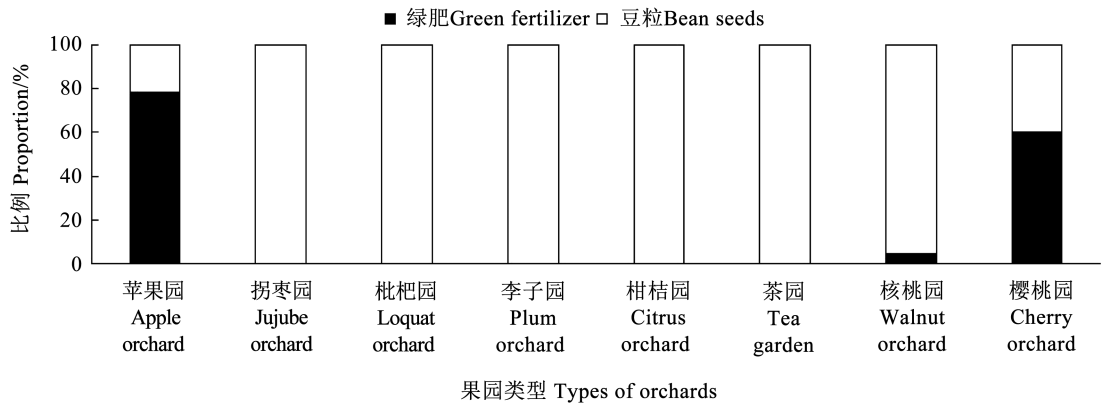 ■ 绿肥Green fertilizer □ 豆粒Bean seeds
比例 Proportion/%
100
80
60
40
20
0
苹果园 拐枣园 枇杷园 李子园 柑桔园 茶园 核桃园 樱桃园
Apple Jujube Loquat Plum Citrus Tea Walnut Cherry
orchard orchard orchard orchard orchard garden orchard orchard
果园类型 Types of orchards